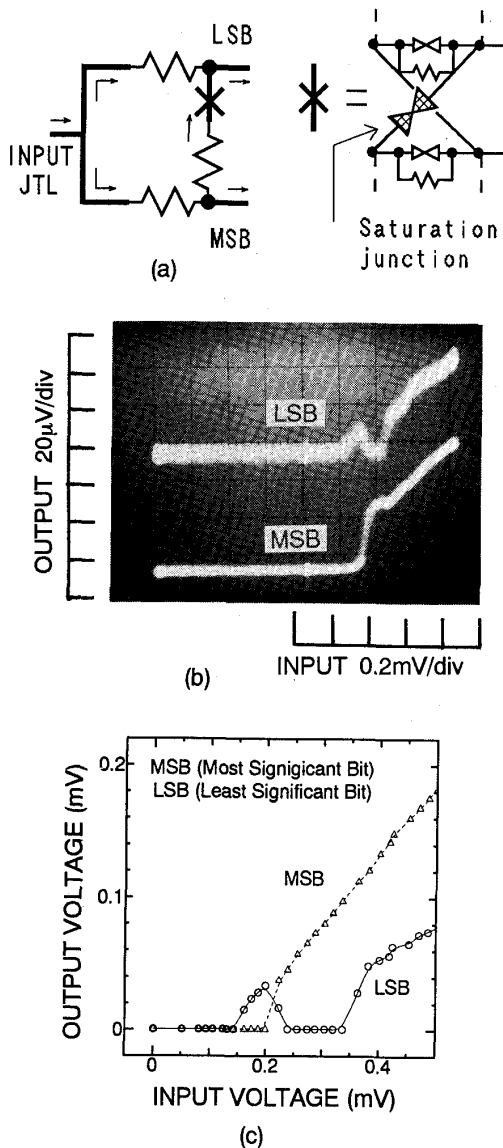 LSB
INPUT
JTL
MSB
=
Saturation
junction
(a)
OUTPUT 20μV/div
LSB
MSB
INPUT 0.2mV/div
(b)
OUTPUT VOLTAGE (mV)
0.2
0.1
0
MSB (Most Signigicant Bit)
LSB (Least Significant Bit)
MSB
LSB
0
0.2
0.4
INPUT VOLTAGE (mV)
(c)